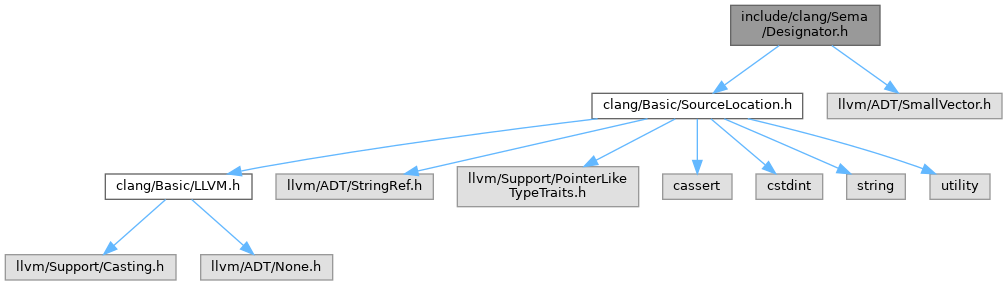 include/clang/Sema
/Designator.h
clang/Basic/SourceLocation.h
llvm/ADT/SmallVector.h
clang/Basic/LLVM.h
llvm/ADT/StringRef.h
llvm/Support/PointerLike
TypeTraits.h
cassert
cstdint
string
utility
llvm/Support/Casting.h
llvm/ADT/None.h